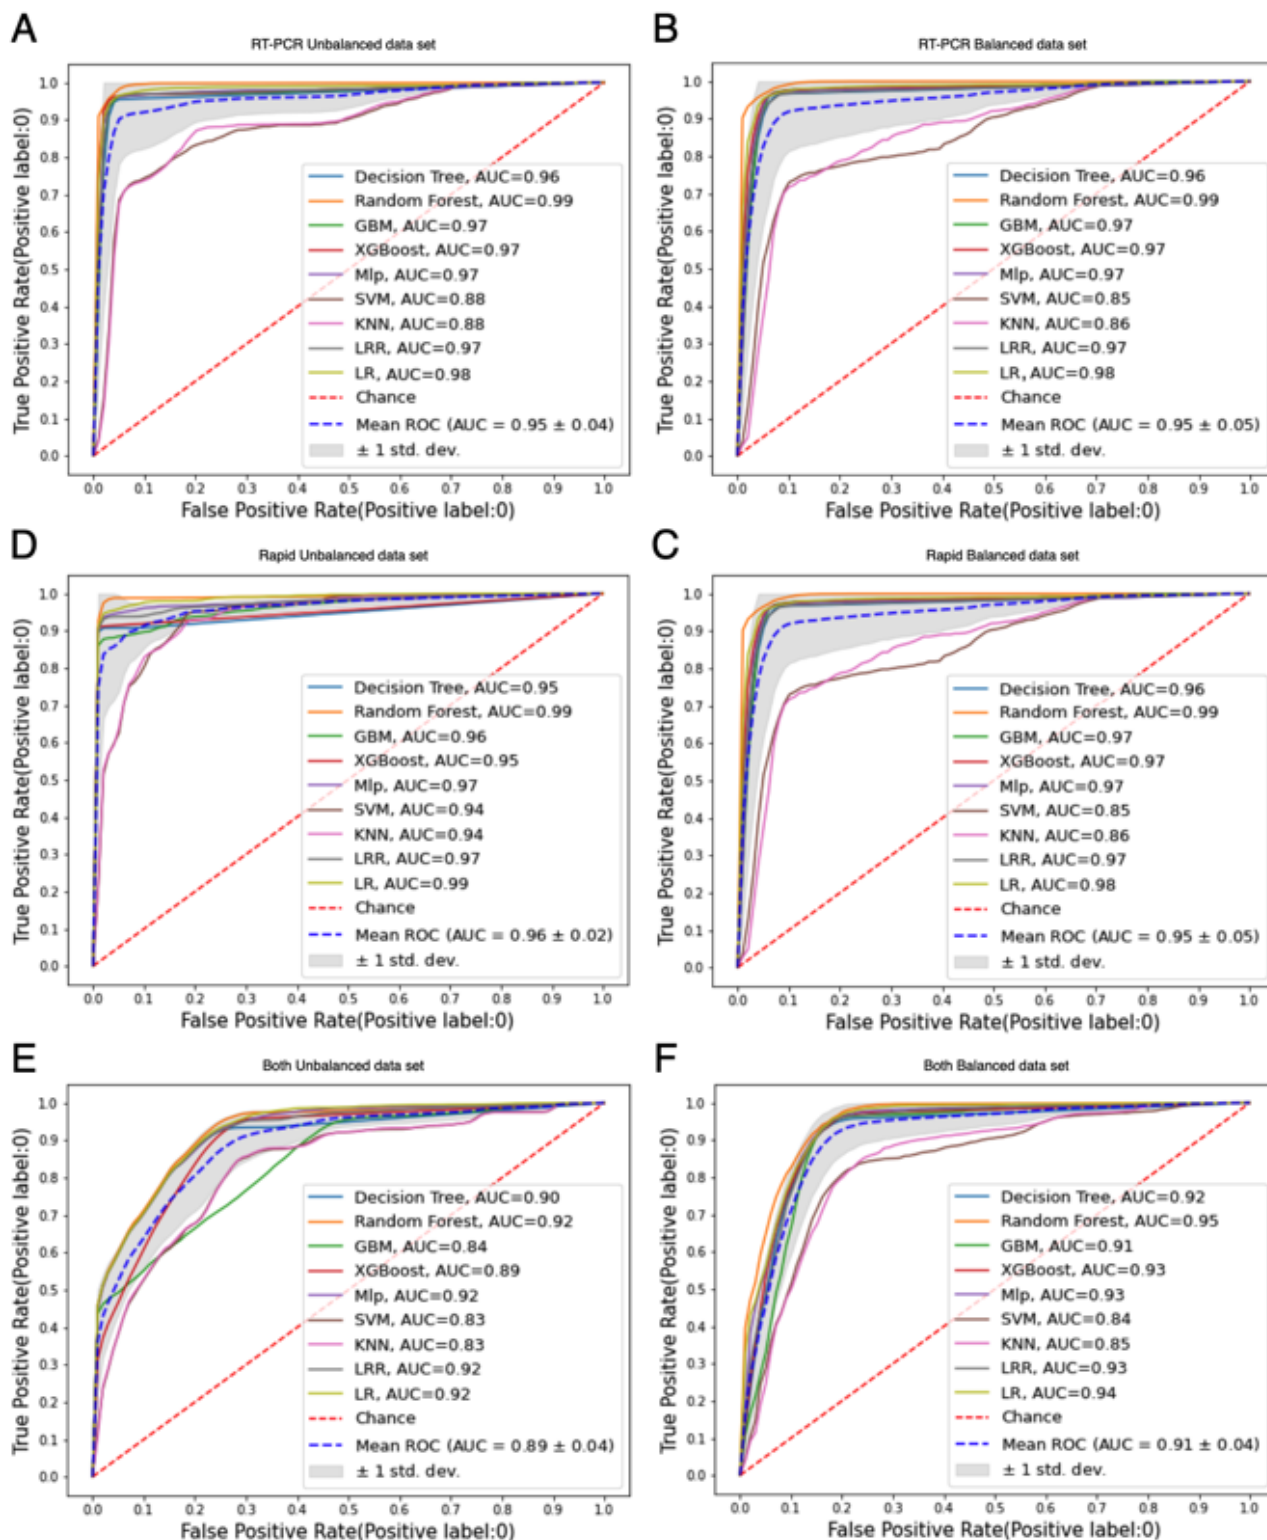 A
RT-PCR Unbalanced data set
True Positive Rate(Positive label:0)
1.0
0.9
0.8
0.7
0.6
0.5
0.4
0.3
0.2
0.1
0.0
Decision Tree, AUC=0.96
Random Forest, AUC=0.99
GBM, AUC=0.97
XGBoost, AUC=0.97
Mlp, AUC=0.97
SVM, AUC=0.88
KNN, AUC=0.88
LRR, AUC=0.97
LR, AUC=0.98
Chance
Mean ROC (AUC = 0.95 ± 0.04)
± 1 std. dev.
0.0 0.1 0.2 0.3 0.4 0.5 0.6 0.7 0.8 0.9 1.0
False Positive Rate(Positive label:0)
B
RT-PCR Balanced data set
True Positive Rate(Positive label:0)
1.0
0.9
0.8
0.7
0.6
0.5
0.4
0.3
0.2
0.1
0.0
Decision Tree, AUC=0.96
Random Forest, AUC=0.99
GBM, AUC=0.97
XGBoost, AUC=0.97
Mlp, AUC=0.97
SVM, AUC=0.85
KNN, AUC=0.86
LRR, AUC=0.97
LR, AUC=0.98
Chance
Mean ROC (AUC = 0.95 ± 0.05)
± 1 std. dev.
0.0 0.1 0.2 0.3 0.4 0.5 0.6 0.7 0.8 0.9 1.0
False Positive Rate(Positive label:0)
D
Rapid Unbalanced data set
True Positive Rate(Positive label:0)
1.0
0.9
0.8
0.7
0.6
0.5
0.4
0.3
0.2
0.1
0.0
Decision Tree, AUC=0.95
Random Forest, AUC=0.99
GBM, AUC=0.96
XGBoost, AUC=0.95
Mlp, AUC=0.97
SVM, AUC=0.94
KNN, AUC=0.94
LRR, AUC=0.97
LR, AUC=0.99
Chance
Mean ROC (AUC = 0.96 ± 0.02)
± 1 std. dev.
0.0 0.1 0.2 0.3 0.4 0.5 0.6 0.7 0.8 0.9 1.0
False Positive Rate(Positive label:0)
C
Rapid Balanced data set
True Positive Rate(Positive label:0)
1.0
0.9
0.8
0.7
0.6
0.5
0.4
0.3
0.2
0.1
0.0
Decision Tree, AUC=0.96
Random Forest, AUC=0.99
GBM, AUC=0.97
XGBoost, AUC=0.97
Mlp, AUC=0.97
SVM, AUC=0.85
KNN, AUC=0.86
LRR, AUC=0.97
LR, AUC=0.98
Chance
Mean ROC (AUC = 0.95 ± 0.05)
± 1 std. dev.
0.0 0.1 0.2 0.3 0.4 0.5 0.6 0.7 0.8 0.9 1.0
False Positive Rate(Positive label:0)
E
Both Unbalanced data set
True Positive Rate(Positive label:0)
1.0
0.9
0.8
0.7
0.6
0.5
0.4
0.3
0.2
0.1
0.0
Decision Tree, AUC=0.90
Random Forest, AUC=0.92
GBM, AUC=0.84
XGBoost, AUC=0.89
Mlp, AUC=0.92
SVM, AUC=0.83
KNN, AUC=0.83
LRR, AUC=0.92
LR, AUC=0.92
Chance
Mean ROC (AUC = 0.89 ± 0.04)
± 1 std. dev.
0.0 0.1 0.2 0.3 0.4 0.5 0.6 0.7 0.8 0.9 1.0
False Positive Rate(Positive label:0)
F
Both Balanced data set
True Positive Rate(Positive label:0)
1.0
0.9
0.8
0.7
0.6
0.5
0.4
0.3
0.2
0.1
0.0
Decision Tree, AUC=0.92
Random Forest, AUC=0.95
GBM, AUC=0.91
XGBoost, AUC=0.93
Mlp, AUC=0.93
SVM, AUC=0.84
KNN, AUC=0.85
LRR, AUC=0.93
LR, AUC=0.94
Chance
Mean ROC (AUC = 0.91 ± 0.04)
± 1 std. dev.
0.0 0.1 0.2 0.3 0.4 0.5 0.6 0.7 0.8 0.9 1.0
False Positive Rate(Positive label:0)